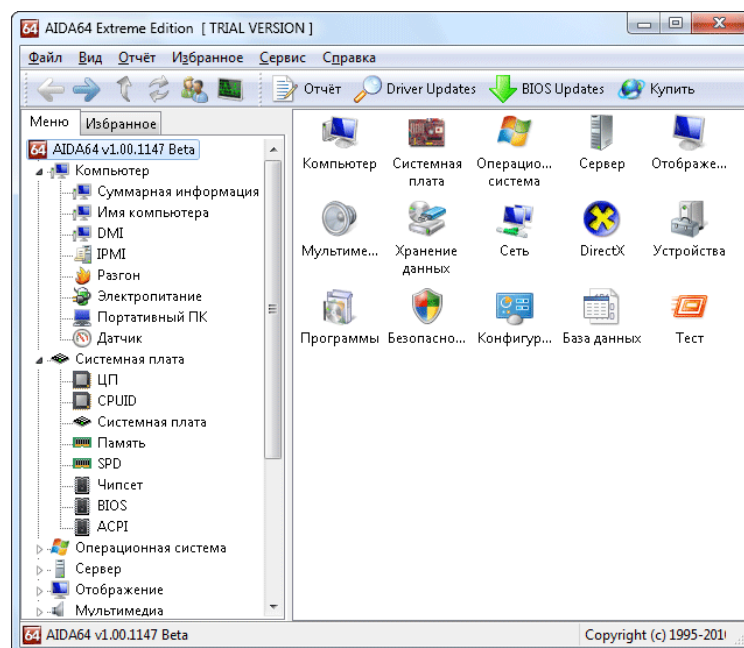 AIDA64 Extreme Edition [ TRIAL VERSION ]
Файл Вид Отчёт Избранное Сервис Справка
Отчёт Driver Updates BIOS Updates Купить
Меню Избранное
AIDA64 v1.00.1147 Beta
Компьютер
Суммарная информация
Имя компьютера
DMI
IPMI
Разгон
Электропитание
Портативный ПК
Датчик
Системная плата
ЦП
CPUID
Системная плата
Память
SPD
Чипсет
BIOS
ACPI
Операционная система
Сервер
Отображение
Мультимедиа
Компьютер Системная плата Операцио... система Сервер Отображе...
Мультиме... Хранение данных Сеть DirectX Устройства
Программы Безопасно... Конфигур... База данных Тест
AIDA64 v1.00.1147 Beta
Copyright (c) 1995-201